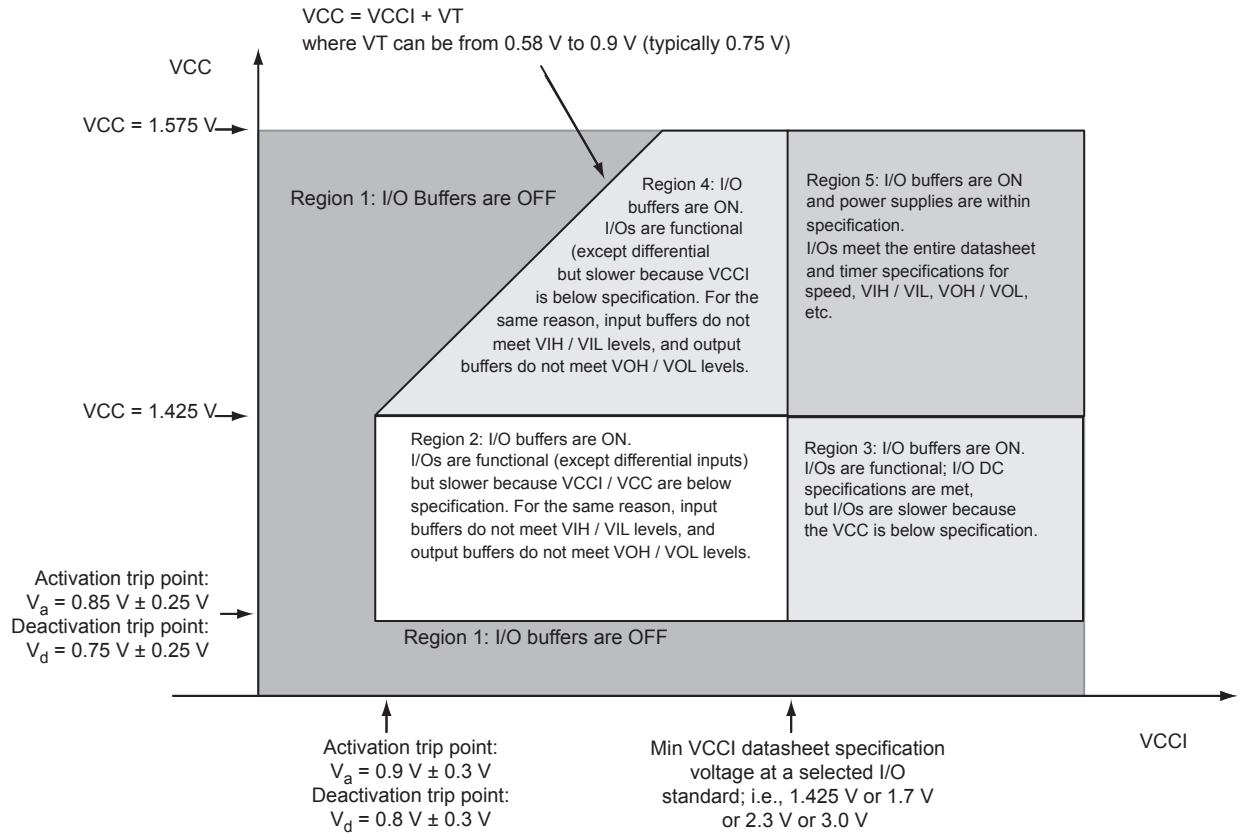 VCC = VCCI + VT
where VT can be from 0.58 V to 0.9 V (typically 0.75 V)
VCC
VCC = 1.575 V
Region 1: I/O Buffers are OFF
Region 4: I/O
buffers are ON.
I/Os are functional
(except differential
but slower because VCCI
is below specification. For the
same reason, input buffers do not
meet VIH / VIL levels, and output
buffers do not meet VOH / VOL levels.
Region 5: I/O buffers are ON
and power supplies are within
specification.
I/Os meet the entire datasheet
and timer specifications for
speed, VIH / VIL, VOH / VOL,
etc.
VCC = 1.425 V
Region 2: I/O buffers are ON.
I/Os are functional (except differential inputs)
but slower because VCCI / VCC are below
specification. For the same reason, input
buffers do not meet VIH / VIL levels, and
output buffers do not meet VOH / VOL levels.
Region 3: I/O buffers are ON.
I/Os are functional; I/O DC
specifications are met,
but I/Os are slower because
the VCC is below specification.
Activation trip point:
Va = 0.85 V ± 0.25 V
Deactivation trip point:
Vd = 0.75 V ± 0.25 V
Region 1: I/O buffers are OFF
Activation trip point:
Va = 0.9 V ± 0.3 V
Deactivation trip point:
Vd = 0.8 V ± 0.3 V
Min VCCI datasheet specification
voltage at a selected I/O
standard; i.e., 1.425 V or 1.7 V
or 2.3 V or 3.0 V
VCCI